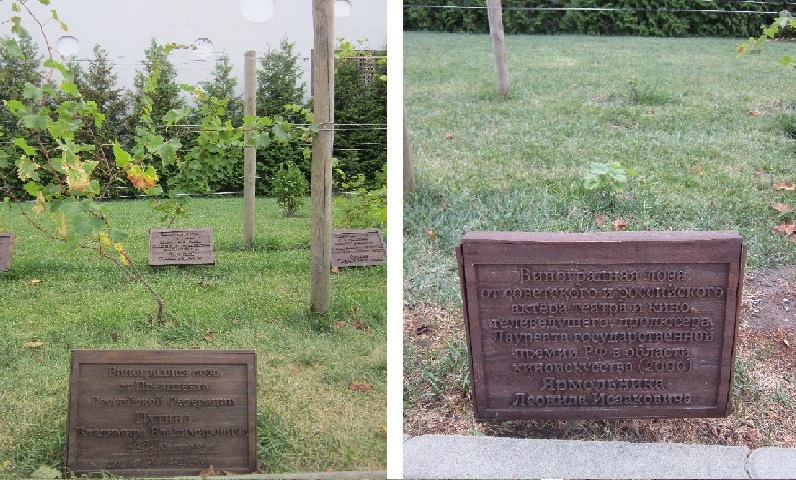 Виноградная лоза
от Президента
Российской Федерации
Путина
Владимира Владимировича
Виноградная лоза
от советского и российского
актера театра и кино,
телеведущего, продюсера,
Лауреата государственной
премии РФ в области
киноискусства (2000)
Ярмольника
Леонида Исааковича